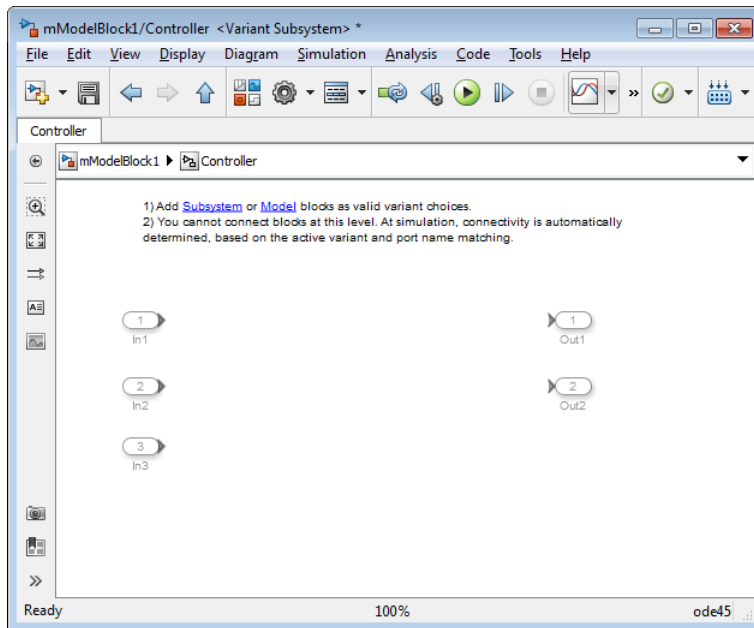 mModelBlock1/Controller <Variant Subsystem> *
File Edit View Display Diagram Simulation Analysis Code Tools Help
»
Controller
mModelBlock1 Controller
1) Add Subsystem or Model blocks as valid variant choices.
2) You cannot connect blocks at this level. At simulation, connectivity is automatically
determined, based on the active variant and port name matching.
1 1
In1 Out1
2 2
In2 Out2
3
In3
»
Ready 100% ode45